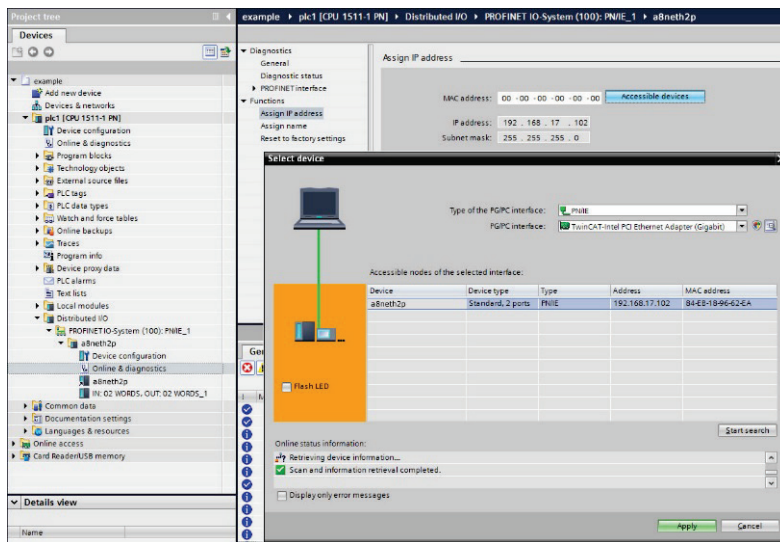 Project tree
example ▸ plc1 [CPU 1511-1 PN] ▸ Distributed I/O ▸ PROFINET IO-System (100): PN/IE_1 ▸ a8neth2p
Devices
example
Add new device
Devices & networks
plc1 [CPU 1511-1 PN]
Device configuration
Online & diagnostics
Program blocks
Technology objects
External source files
PLC tags
PLC data types
Watch and force tables
Online backups
Traces
Program info
Device proxy data
PLC alarms
Text lists
Local modules
Distributed I/O
PROFINET IO-System (100): PN/IE_1
a8neth2p
Device configuration
Online & diagnostics
a8neth2p
IN: 02 WORDS, OUT: 02 WORDS_1
Common data
Documentation settings
Languages & resources
Online access
Card Reader/USB memory
Details view
Name
Diagnostics
General
Diagnostic status
PROFINET interface
Functions
Assign IP address
Assign name
Reset to factory settings
Assign IP address
MAC address: 00 -00 -00 -00 -00 -00 Accessible devices
IP address: 192 . 168 . 17 . 102
Subnet mask: 255 . 255 . 255 . 0
Select device
Type of the PG/PC interface: PN/IE
PG/PC interface: TwinCAT-Intel PCI Ethernet Adapter (Gigabit)
Accessible nodes of the selected interface:
Device Device type Type Address MAC address
a8neth2p Standard, 2 ports PN/IE 192.168.17.102 84-EB-18-96-62-EA
Flash LED
Start search
Online status information:
Retrieving device information...
Scan and information retrieval completed.
Display only error messages
Apply Cancel